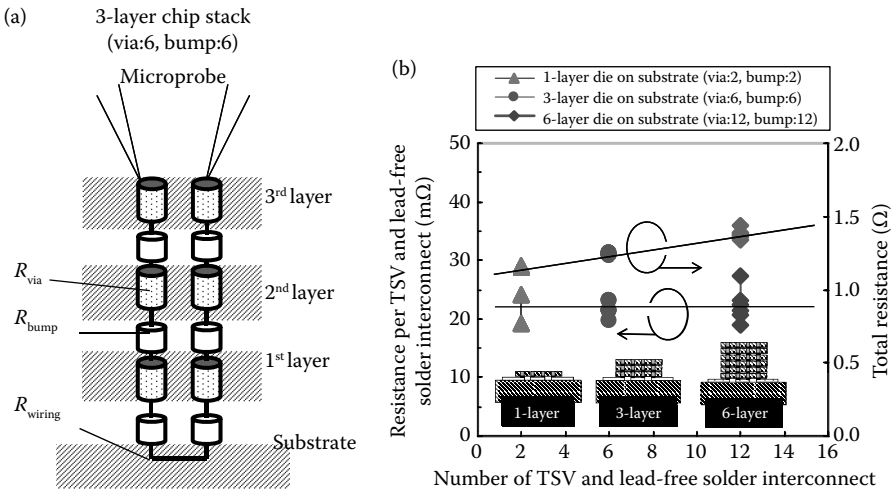 (a)
3-layer chip stack
(via:6, bump:6)
Microprobe
3rd layer
Rvia
2nd layer
Rbump
1st layer
Rwiring
Substrate
(b)
1-layer die on substrate (via:2, bump:2)
3-layer die on substrate (via:6, bump:6)
6-layer die on substrate (via:12, bump:12)
Resistance per TSV and lead-free
solder interconnect (mΩ)
50
40
30
20
10
0
2.0
1.5
1.0
0.5
0.0
Total resistance (Ω)
1-layer
3-layer
6-layer
0 2 4 6 8 10 12 14 16
Number of TSV and lead-free solder interconnect